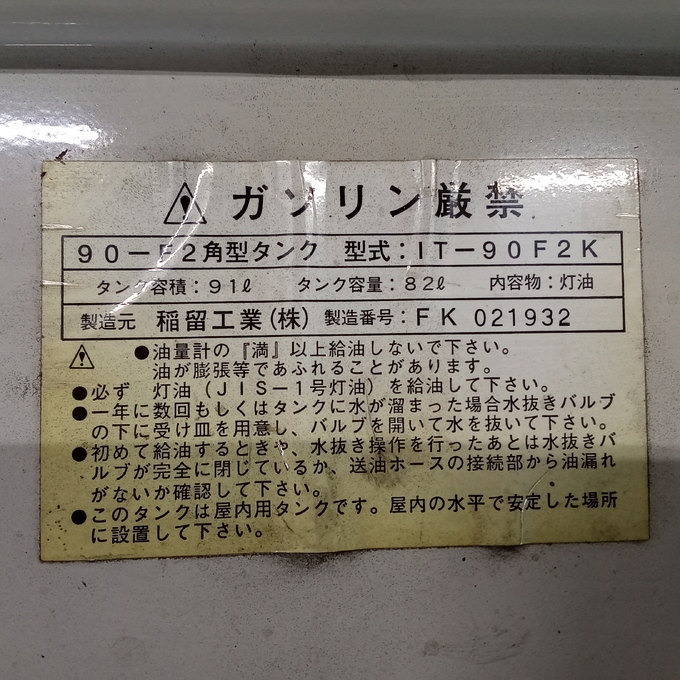 ガソリン厳禁
90-F2角型タンク 型式:IT-90F2K
タンク容積:91ℓ タンク容量:82ℓ 内容物:灯油
製造元 稲留工業(株) 製造番号:FK 021932
●油量計の『満』以上給油しないで下さい。
油が膨張等であふれることがあります。
●必ず 灯油(JIS-1号灯油)を給油して下さい。
●一年に数回もしくはタンクに水が溜まった場合水抜きバルブ
の下に受け皿を用意し、バルブを開いて水を抜いて下さい。
●初めて給油するときや、水抜き操作を行ったあとは水抜きバ
ルブが完全に閉じているか、送油ホースの接続部から油漏れ
がないか確認して下さい。
●このタンクは屋内用タンクです。屋内の水平で安定した場所
に設置して下さい。